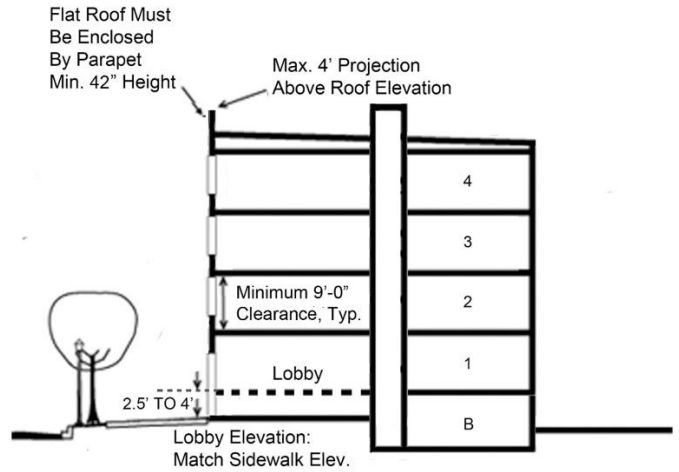 Flat Roof Must
Be Enclosed
By Parapet
Min. 42” Height
Max. 4’ Projection
Above Roof Elevation
4
3
Minimum 9’-0”
Clearance, Typ.
2
1
Lobby
2.5’ TO 4’
B
Lobby Elevation:
Match Sidewalk Elev.